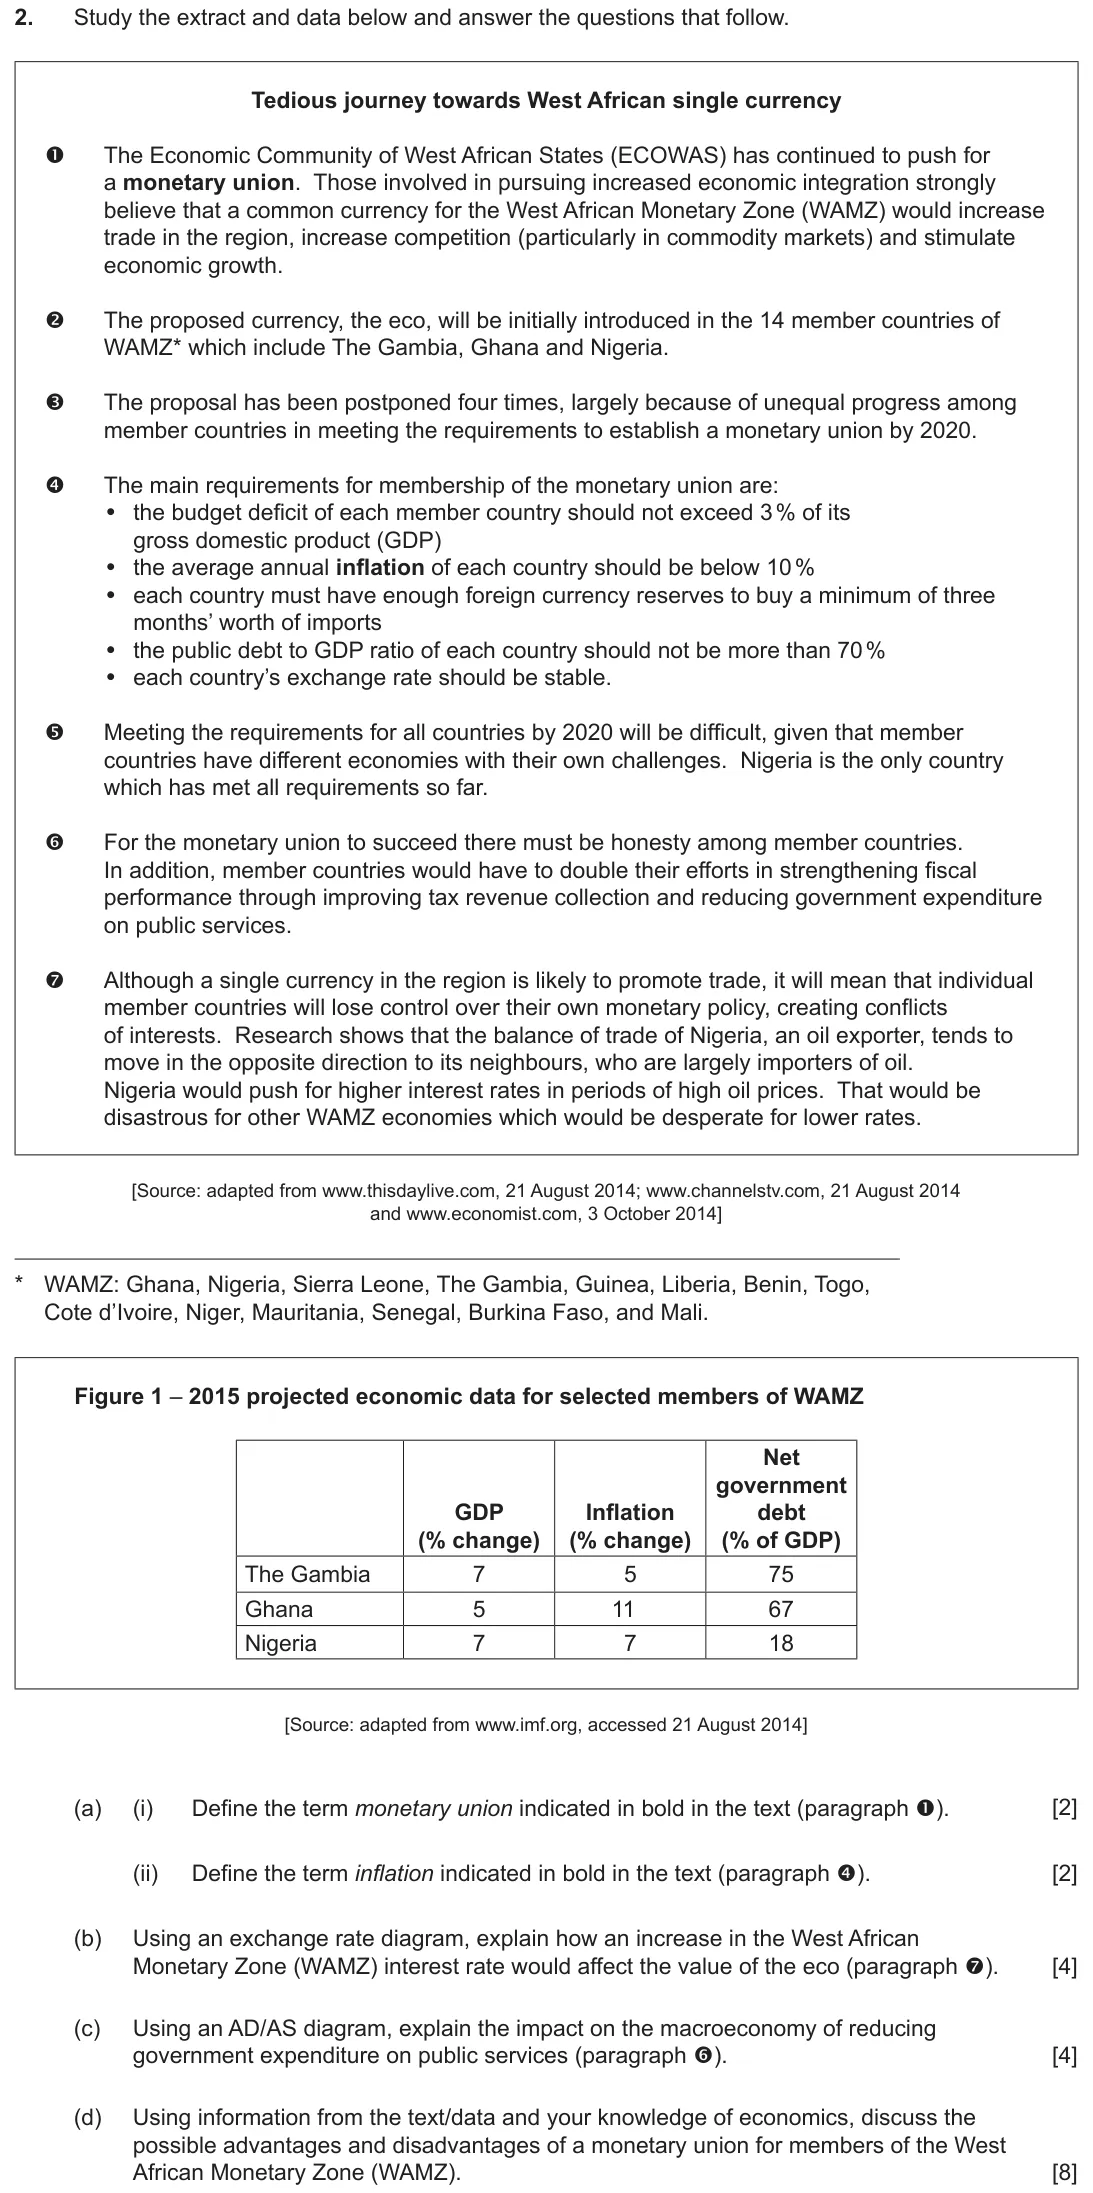 2. Study the extract and data below and answer the questions that follow.
Tedious journey towards West African single currency
❶ The Economic Community of West African States (ECOWAS) has continued to push for
a monetary union. Those involved in pursuing increased economic integration strongly
believe that a common currency for the West African Monetary Zone (WAMZ) would increase
trade in the region, increase competition (particularly in commodity markets) and stimulate
economic growth.
❷ The proposed currency, the eco, will be initially introduced in the 14 member countries of
WAMZ* which include The Gambia, Ghana and Nigeria.
❸ The proposal has been postponed four times, largely because of unequal progress among
member countries in meeting the requirements to establish a monetary union by 2020.
❹ The main requirements for membership of the monetary union are:
• the budget deficit of each member country should not exceed 3% of its
gross domestic product (GDP)
• the average annual inflation of each country should be below 10%
• each country must have enough foreign currency reserves to buy a minimum of three
months' worth of imports
• the public debt to GDP ratio of each country should not be more than 70%
• each country's exchange rate should be stable.
❺ Meeting the requirements for all countries by 2020 will be difficult, given that member
countries have different economies with their own challenges. Nigeria is the only country
which has met all requirements so far.
❻ For the monetary union to succeed there must be honesty among member countries.
In addition, member countries would have to double their efforts in strengthening fiscal
performance through improving tax revenue collection and reducing government expenditure
on public services.
❼ Although a single currency in the region is likely to promote trade, it will mean that individual
member countries will lose control over their own monetary policy, creating conflicts
of interests. Research shows that the balance of trade of Nigeria, an oil exporter, tends to
move in the opposite direction to its neighbours, who are largely importers of oil.
Nigeria would push for higher interest rates in periods of high oil prices. That would be
disastrous for other WAMZ economies which would be desperate for lower rates.
[Source: adapted from www.thisdaylive.com, 21 August 2014; www.channelstv.com, 21 August 2014
and www.economist.com, 3 October 2014]
* WAMZ: Ghana, Nigeria, Sierra Leone, The Gambia, Guinea, Liberia, Benin, Togo,
Cote d'Ivoire, Niger, Mauritania, Senegal, Burkina Faso, and Mali.
Figure 1 – 2015 projected economic data for selected members of WAMZ
Net
government
GDP Inflation debt
(% change) (% change) (% of GDP)
The Gambia 7 5 75
Ghana 5 11 67
Nigeria 7 7 18
[Source: adapted from www.imf.org, accessed 21 August 2014]
(a) (i) Define the term monetary union indicated in bold in the text (paragraph ❶). [2]
(ii) Define the term inflation indicated in bold in the text (paragraph ❹). [2]
(b) Using an exchange rate diagram, explain how an increase in the West African
Monetary Zone (WAMZ) interest rate would affect the value of the eco (paragraph ❼). [4]
(c) Using an AD/AS diagram, explain the impact on the macroeconomy of reducing
government expenditure on public services (paragraph ❻). [4]
(d) Using information from the text/data and your knowledge of economics, discuss the
possible advantages and disadvantages of a monetary union for members of the West
African Monetary Zone (WAMZ). [8]